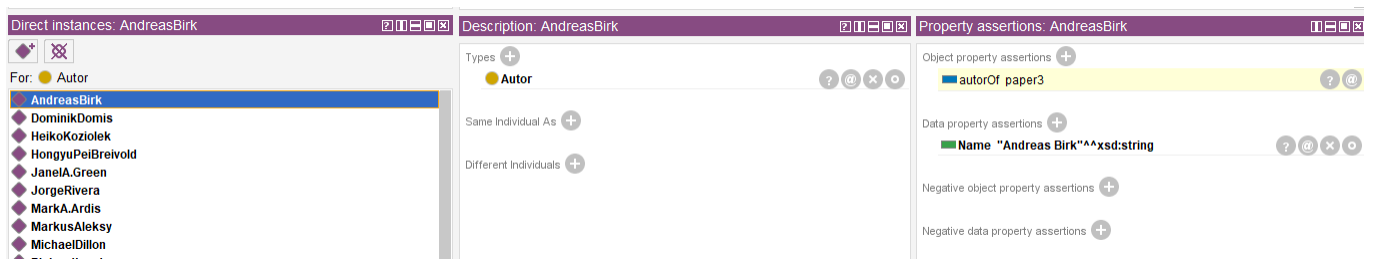 Direct instances: AndreasBirk
For: Autor
AndreasBirk
DominikDomis
HeikoKoziolek
HongyuPeiBreivold
JanelA.Green
JorgeRivera
MarkA.Ardis
MarkusAleksy
MichaelDillon
Description: AndreasBirk
Types
Autor
Same Individual As
Different Individuals
Property assertions: AndreasBirk
Object property assertions
autorOf paper3
Data property assertions
Name "Andreas Birk"^^xsd:string
Negative object property assertions
Negative data property assertions